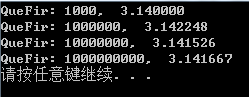 QueFir: 1000,  3.140000
QueFir: 1000000,  3.142248
QueFir: 10000000,  3.141526
QueFir: 1000000000,  3.141667
请按任意键继续. . .